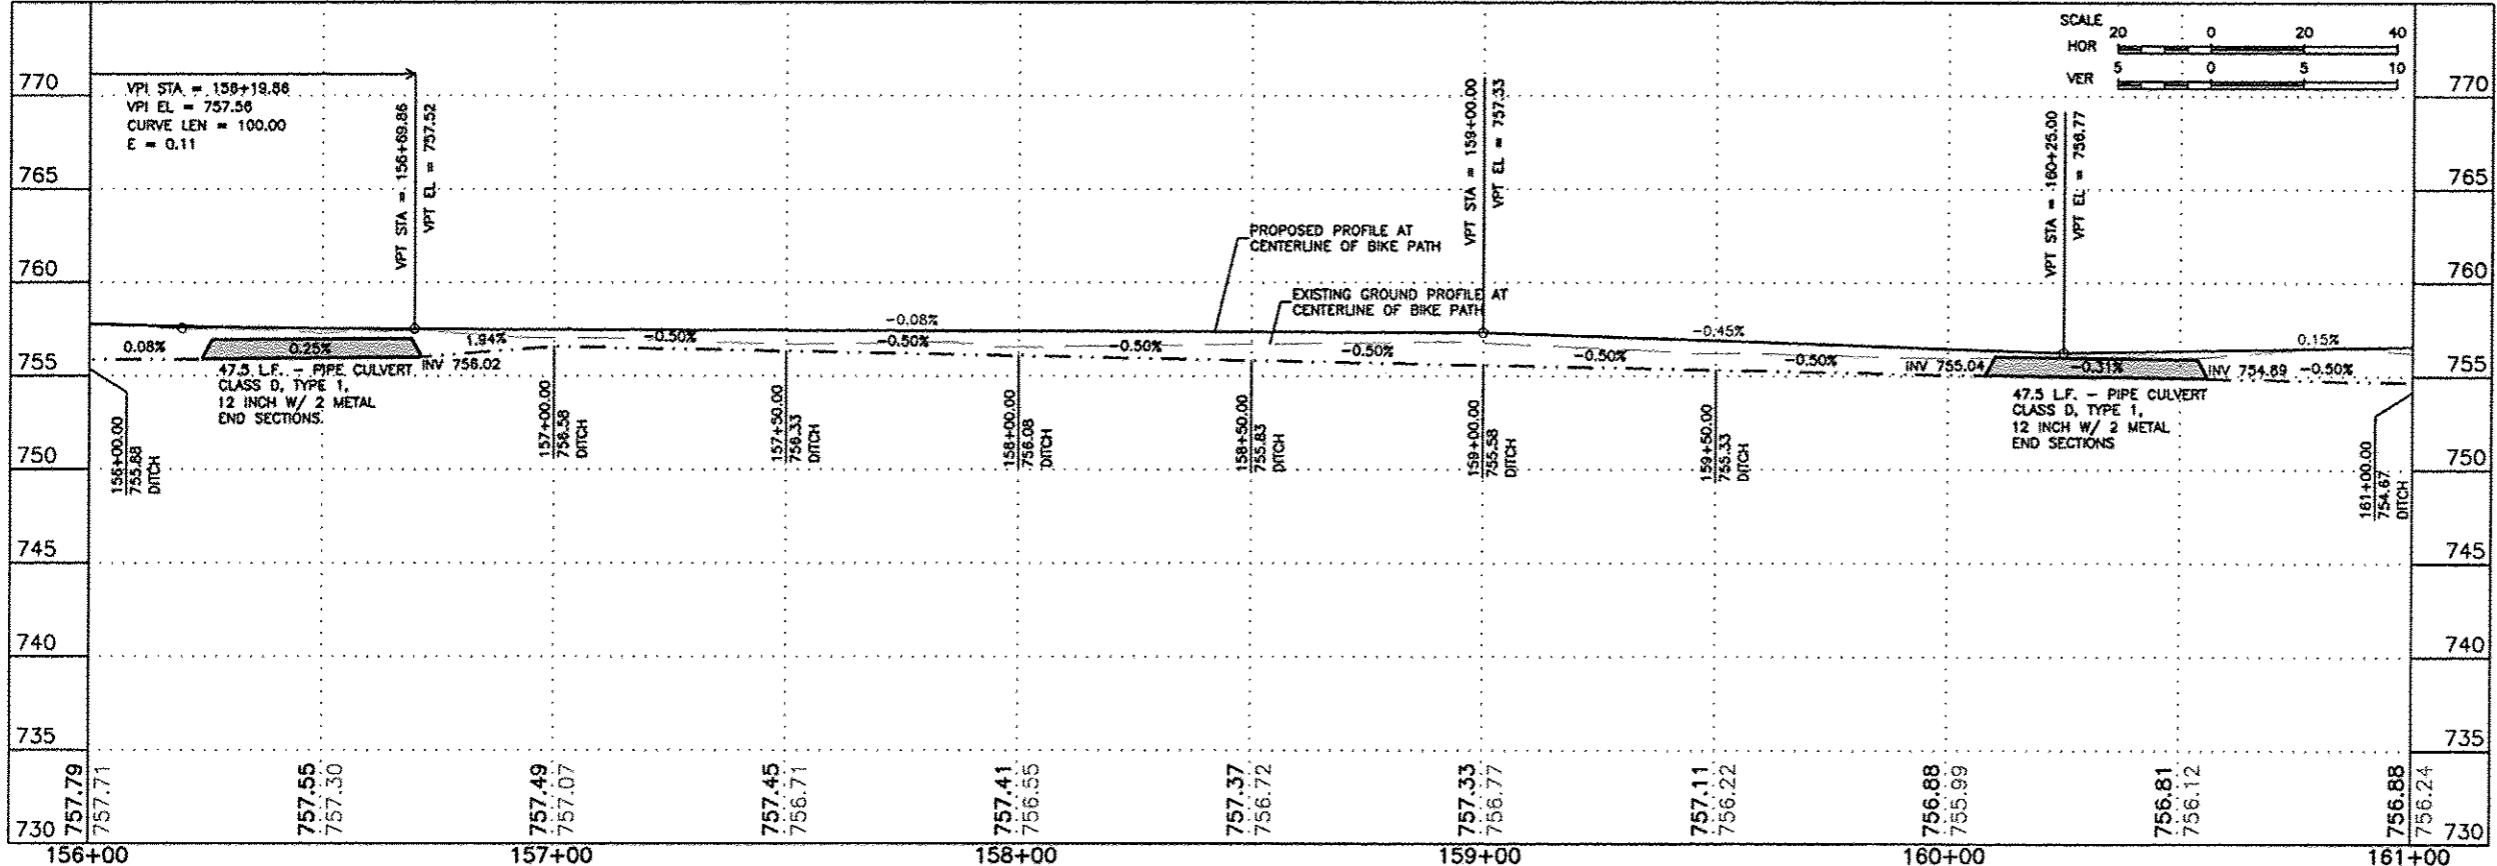 SCALE
HOR 20 0 20 40
VER 5 0 5 10
770 770
765 765
760 760
755 755
750 750
745 745
740 740
735 735
730 730
VPI STA = 156+19.86
VPI EL = 757.56
CURVE LEN = 100.00
E = 0.11
VPT STA = 156+69.86
VPT EL = 757.52
PROPOSED PROFILE AT
CENTERLINE OF BIKE PATH
EXISTING GROUND PROFILE AT
CENTERLINE OF BIKE PATH
VPT STA = 159+00.00
VPT EL = 757.33
VPT STA = 160+25.00
VPT EL = 756.77
-0.08%
-0.45%
0.15%
0.08%
0.25%
1.94%
-0.50%
-0.50%
-0.50%
-0.50%
-0.50%
-0.50%
-0.31%
-0.50%
47.5 L.F. - PIPE CULVERT
CLASS D, TYPE 1,
12 INCH W/ 2 METAL
END SECTIONS
INV 756.02
INV 755.04
INV 754.89
47.5 L.F. - PIPE CULVERT
CLASS D, TYPE 1,
12 INCH W/ 2 METAL
END SECTIONS
156+00.00
755.88
DITCH
157+00.00
756.58
DITCH
157+50.00
756.33
DITCH
158+00.00
756.08
DITCH
158+50.00
755.83
DITCH
159+00.00
755.58
DITCH
159+50.00
755.33
DITCH
161+00.00
754.67
DITCH
757.79
757.71
757.55
757.30
757.49
757.07
757.45
756.71
757.41
756.55
757.37
756.72
757.33
756.77
757.11
756.22
756.88
755.99
756.81
756.12
756.88
756.24
156+00 157+00 158+00 159+00 160+00 161+00